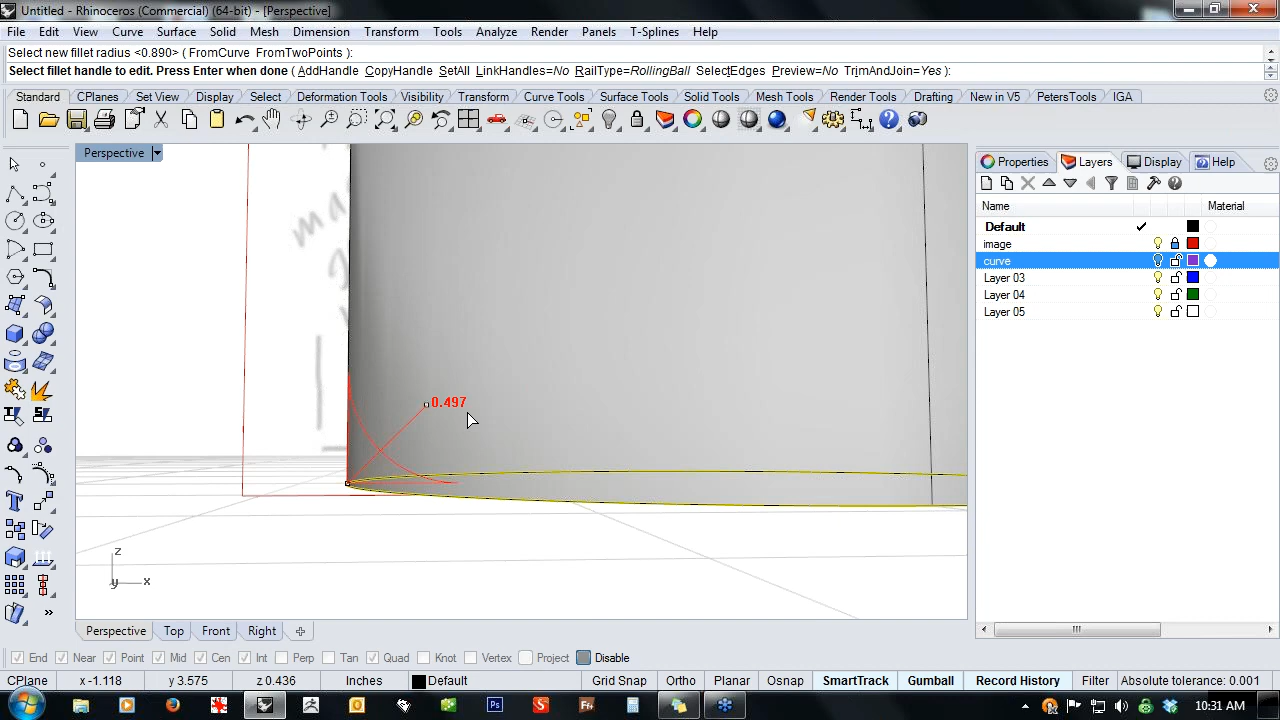 Untitled - Rhinoceros (Commercial) (64-bit) - [Perspective]
File Edit View Curve Surface Solid Mesh Dimension Transform Tools Analyze Render Panels T-Splines Help
Select new fillet radius <0.890> ( FromCurve FromTwoPoints ):
Select fillet handle to edit. Press Enter when done ( AddHandle CopyHandle SetAll LinkHandles=No RailType=RollingBall SelectEdges Preview=No TrimAndJoin=Yes ):
Standard CPlanes Set View Display Select Deformation Tools Visibility Transform Curve Tools Surface Tools Solid Tools Mesh Tools Render Tools Drafting New in V5 PetersTools IGA
Perspective
Properties Layers Display Help
Name Material
Default
image
curve
Layer 03
Layer 04
Layer 05
0.497
z
y x
Perspective Top Front Right
End Near Point Mid Cen Int Perp Tan Quad Knot Vertex Project Disable
CPlane x -1.118 y 3.575 z 0.436 Inches Default Grid Snap Ortho Planar Osnap SmartTrack Gumball Record History Filter Absolute tolerance: 0.001
10:31 AM